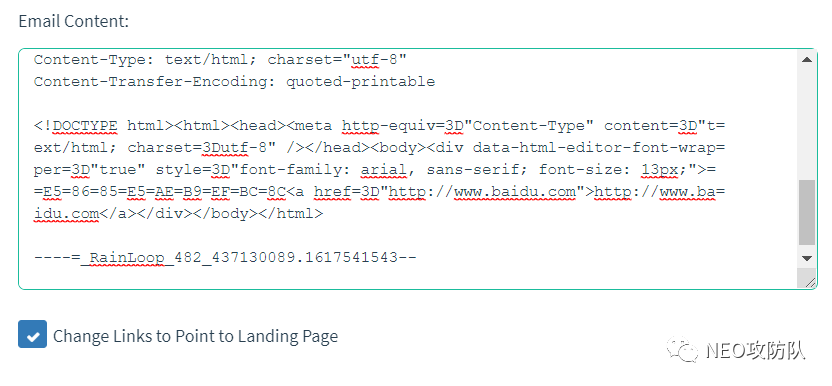 Email Content:
Content-Type: text/html; charset="utf-8"
Content-Transfer-Encoding: quoted-printable
<!DOCTYPE html><html><head><meta http-equiv=3D"Content-Type" content=3D"t=
ext/html; charset=3Dutf-8" /></head><body><div data-html-editor-font-wrap=
per=3D"true" style=3D"font-family: arial, sans-serif; font-size: 13px;">=
=E5=86=85=E5=AE=B9=EF=BC=8C<a href=3D"http://www.baidu.com">http://www.ba=
idu.com</a></div></body></html>
----=_RainLoop_482_437130089.1617541543--
Change Links to Point to Landing Page
NEO攻防队